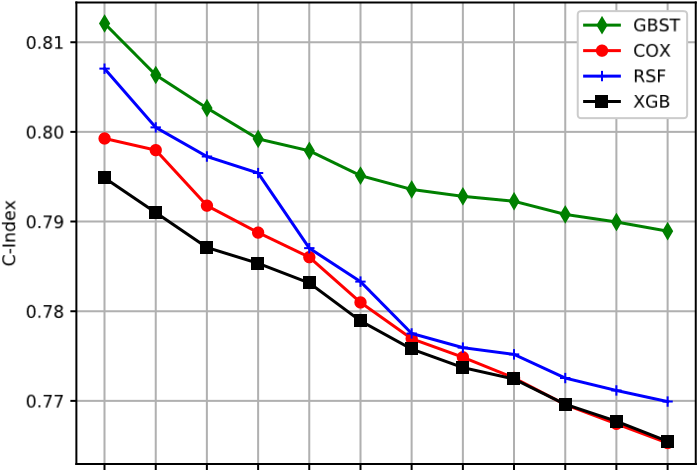 GBST
COX
RSF
XGB
0.81
0.80
0.79
0.78
0.77
C-Index